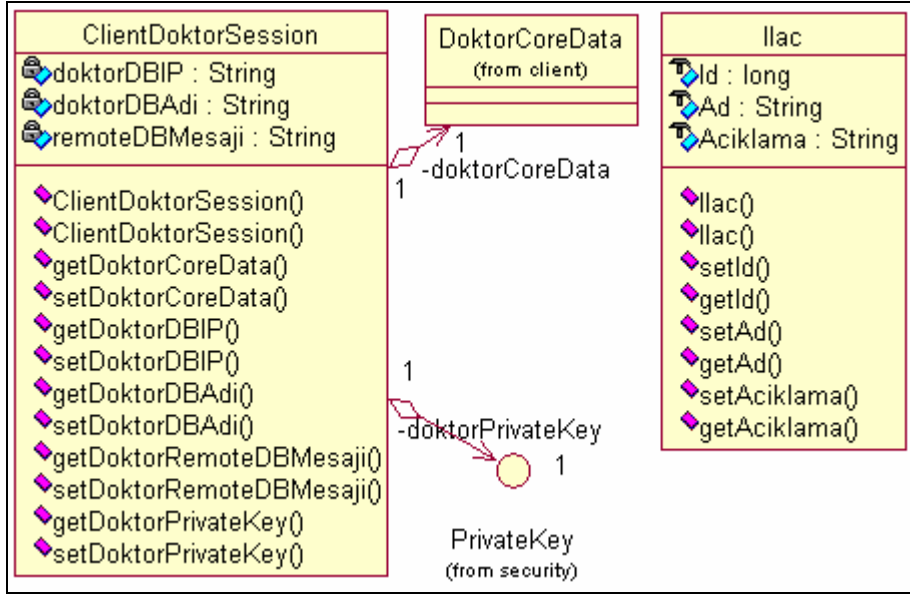 ClientDoktorSession
doktorDBIP : String
doktorDBAdi : String
remoteDBMesaji : String
ClientDoktorSession()
ClientDoktorSession()
getDoktorCoreData()
setDoktorCoreData()
getDoktorDBIP()
setDoktorDBIP()
getDoktorDBAdi()
setDoktorDBAdi()
getDoktorRemoteDBMesaji()
setDoktorRemoteDBMesaji()
getDoktorPrivateKey()
setDoktorPrivateKey()
DoktorCoreData
(from client)
1
-doktorCoreData
1
1
-doktorPrivateKey
1
PrivateKey
(from security)
Ilac
Id : long
Ad : String
Aciklama : String
Ilac()
Ilac()
setId()
getId()
setAd()
getAd()
setAciklama()
getAciklama()